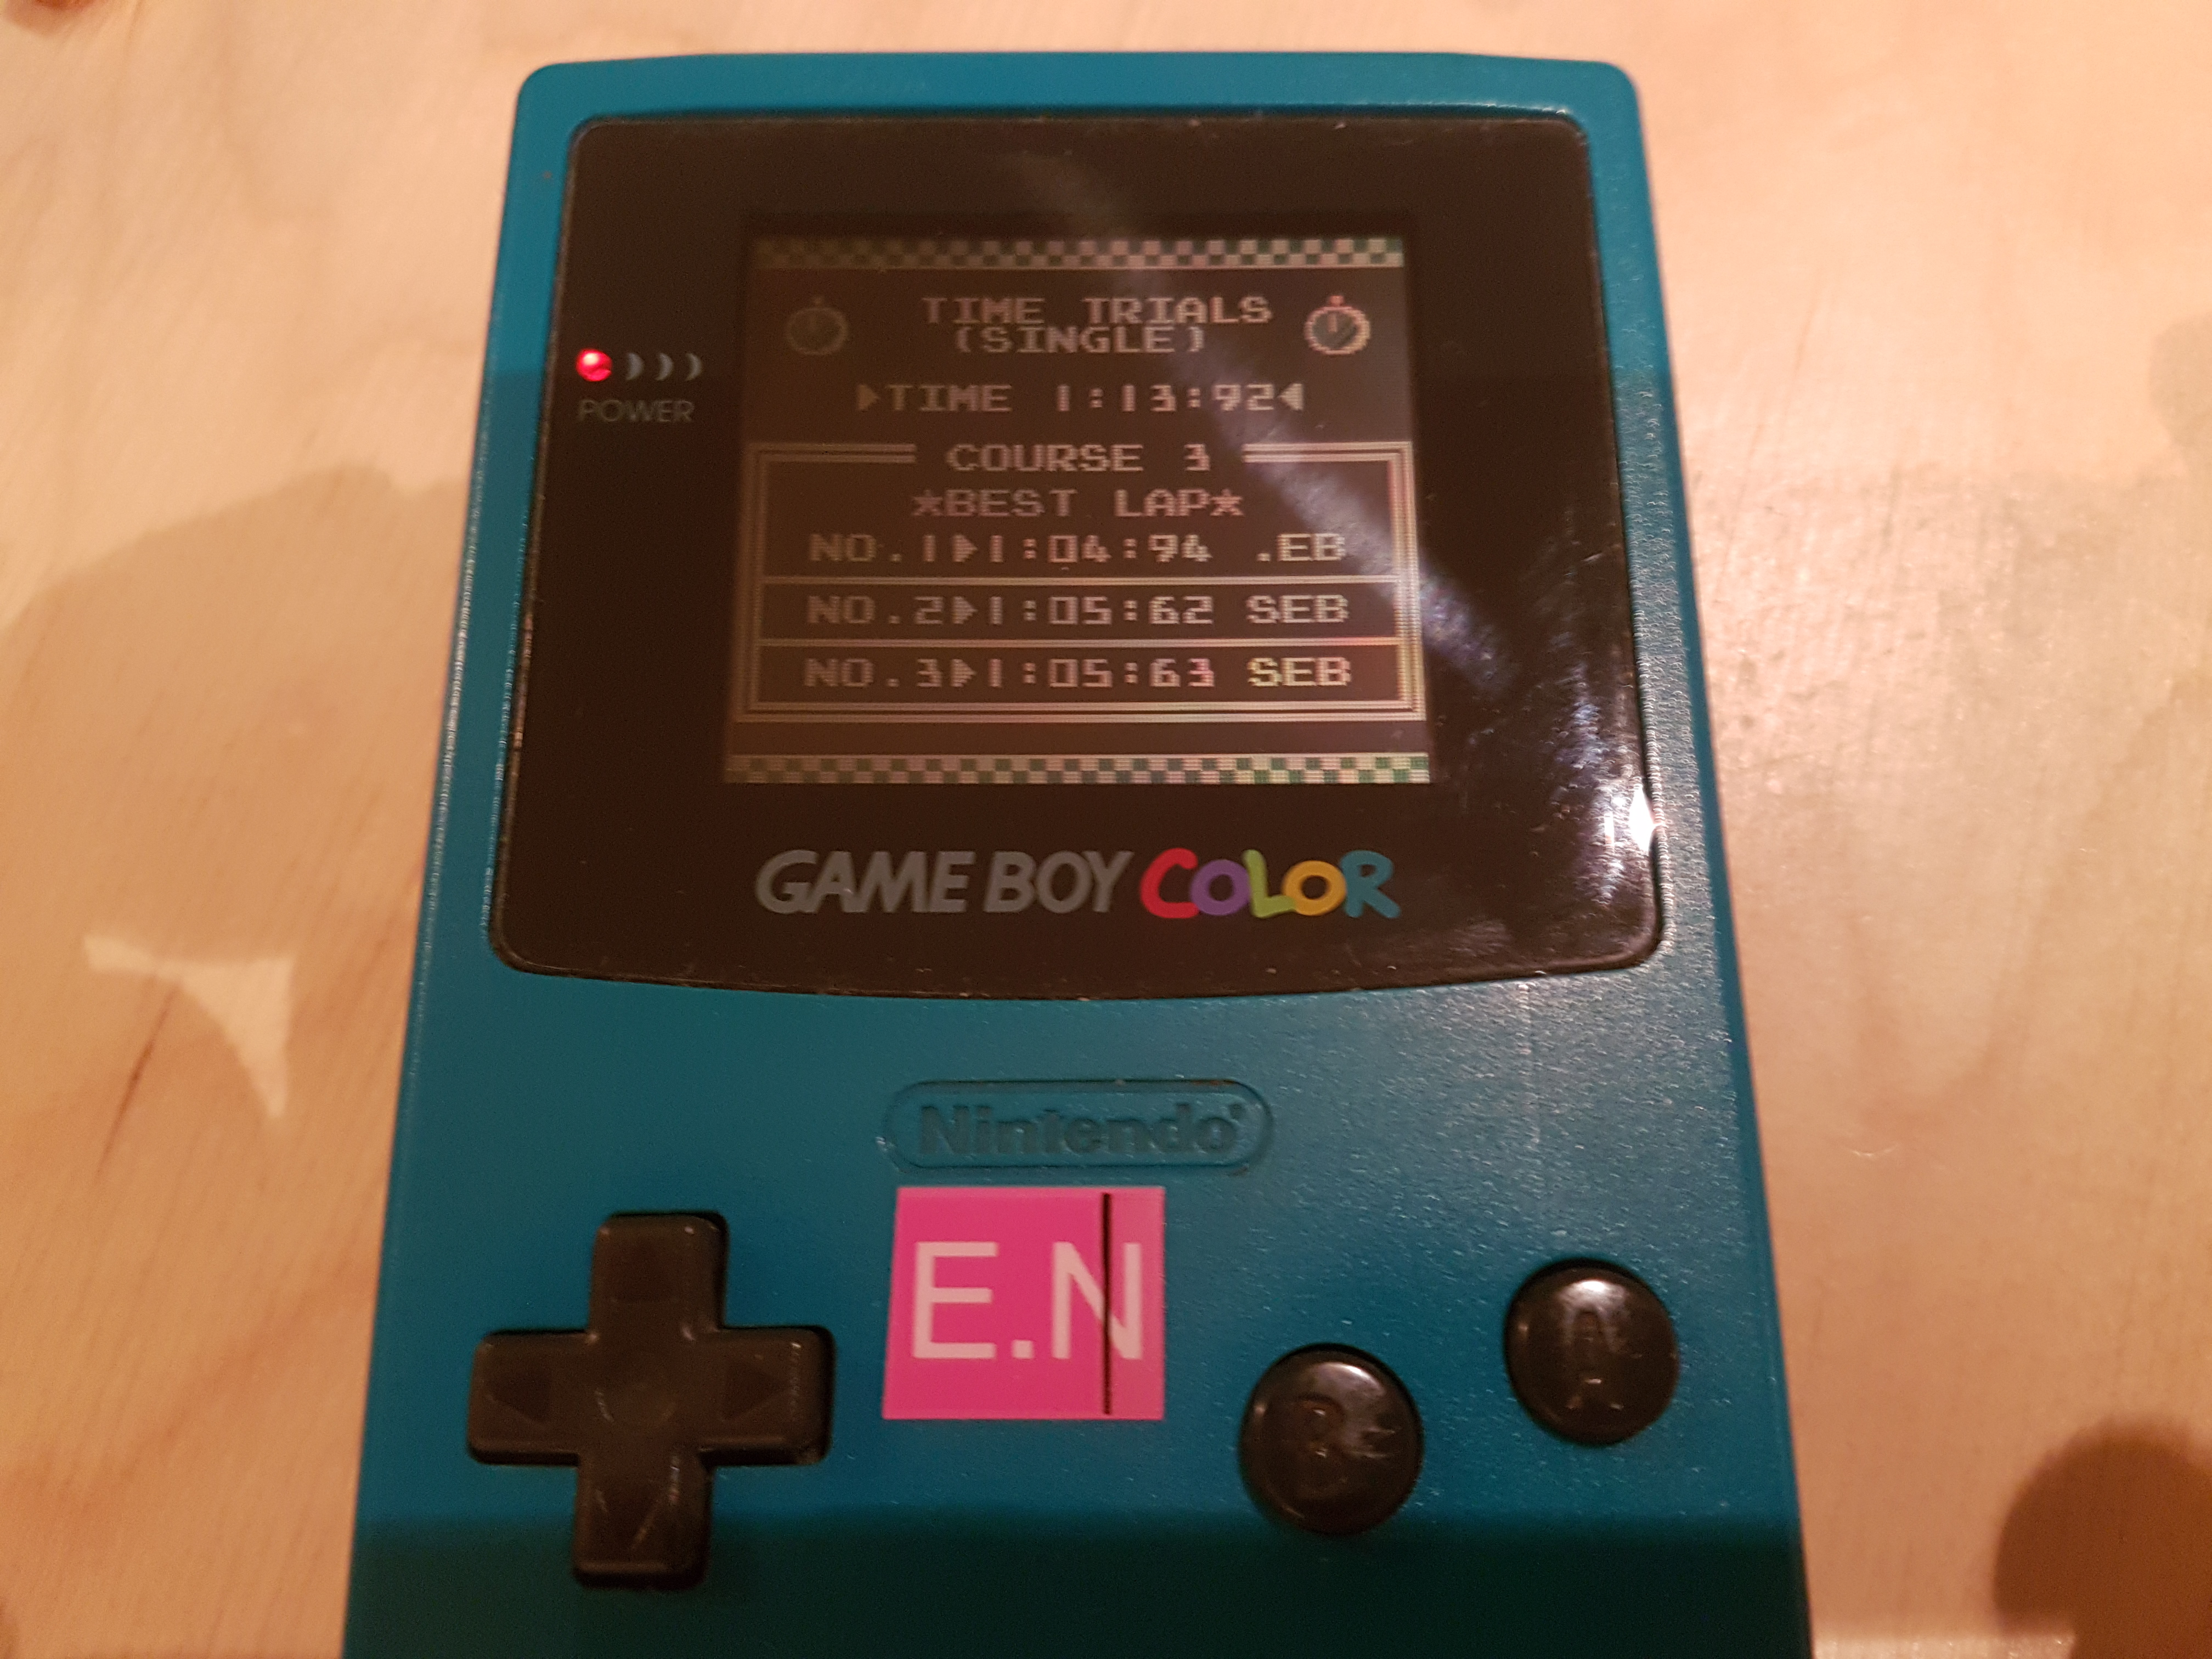 TIME TRIALS
(SINGLE)
POWER
▶TIME 1:13:92◀
COURSE 3
★BEST LAP★
NO.1▶1:04:94 .EB
NO.2▶1:05:62 SEB
NO.3▶1:05:63 SEB
GAME BOY COLOR
Nintendo
E.N
A
B